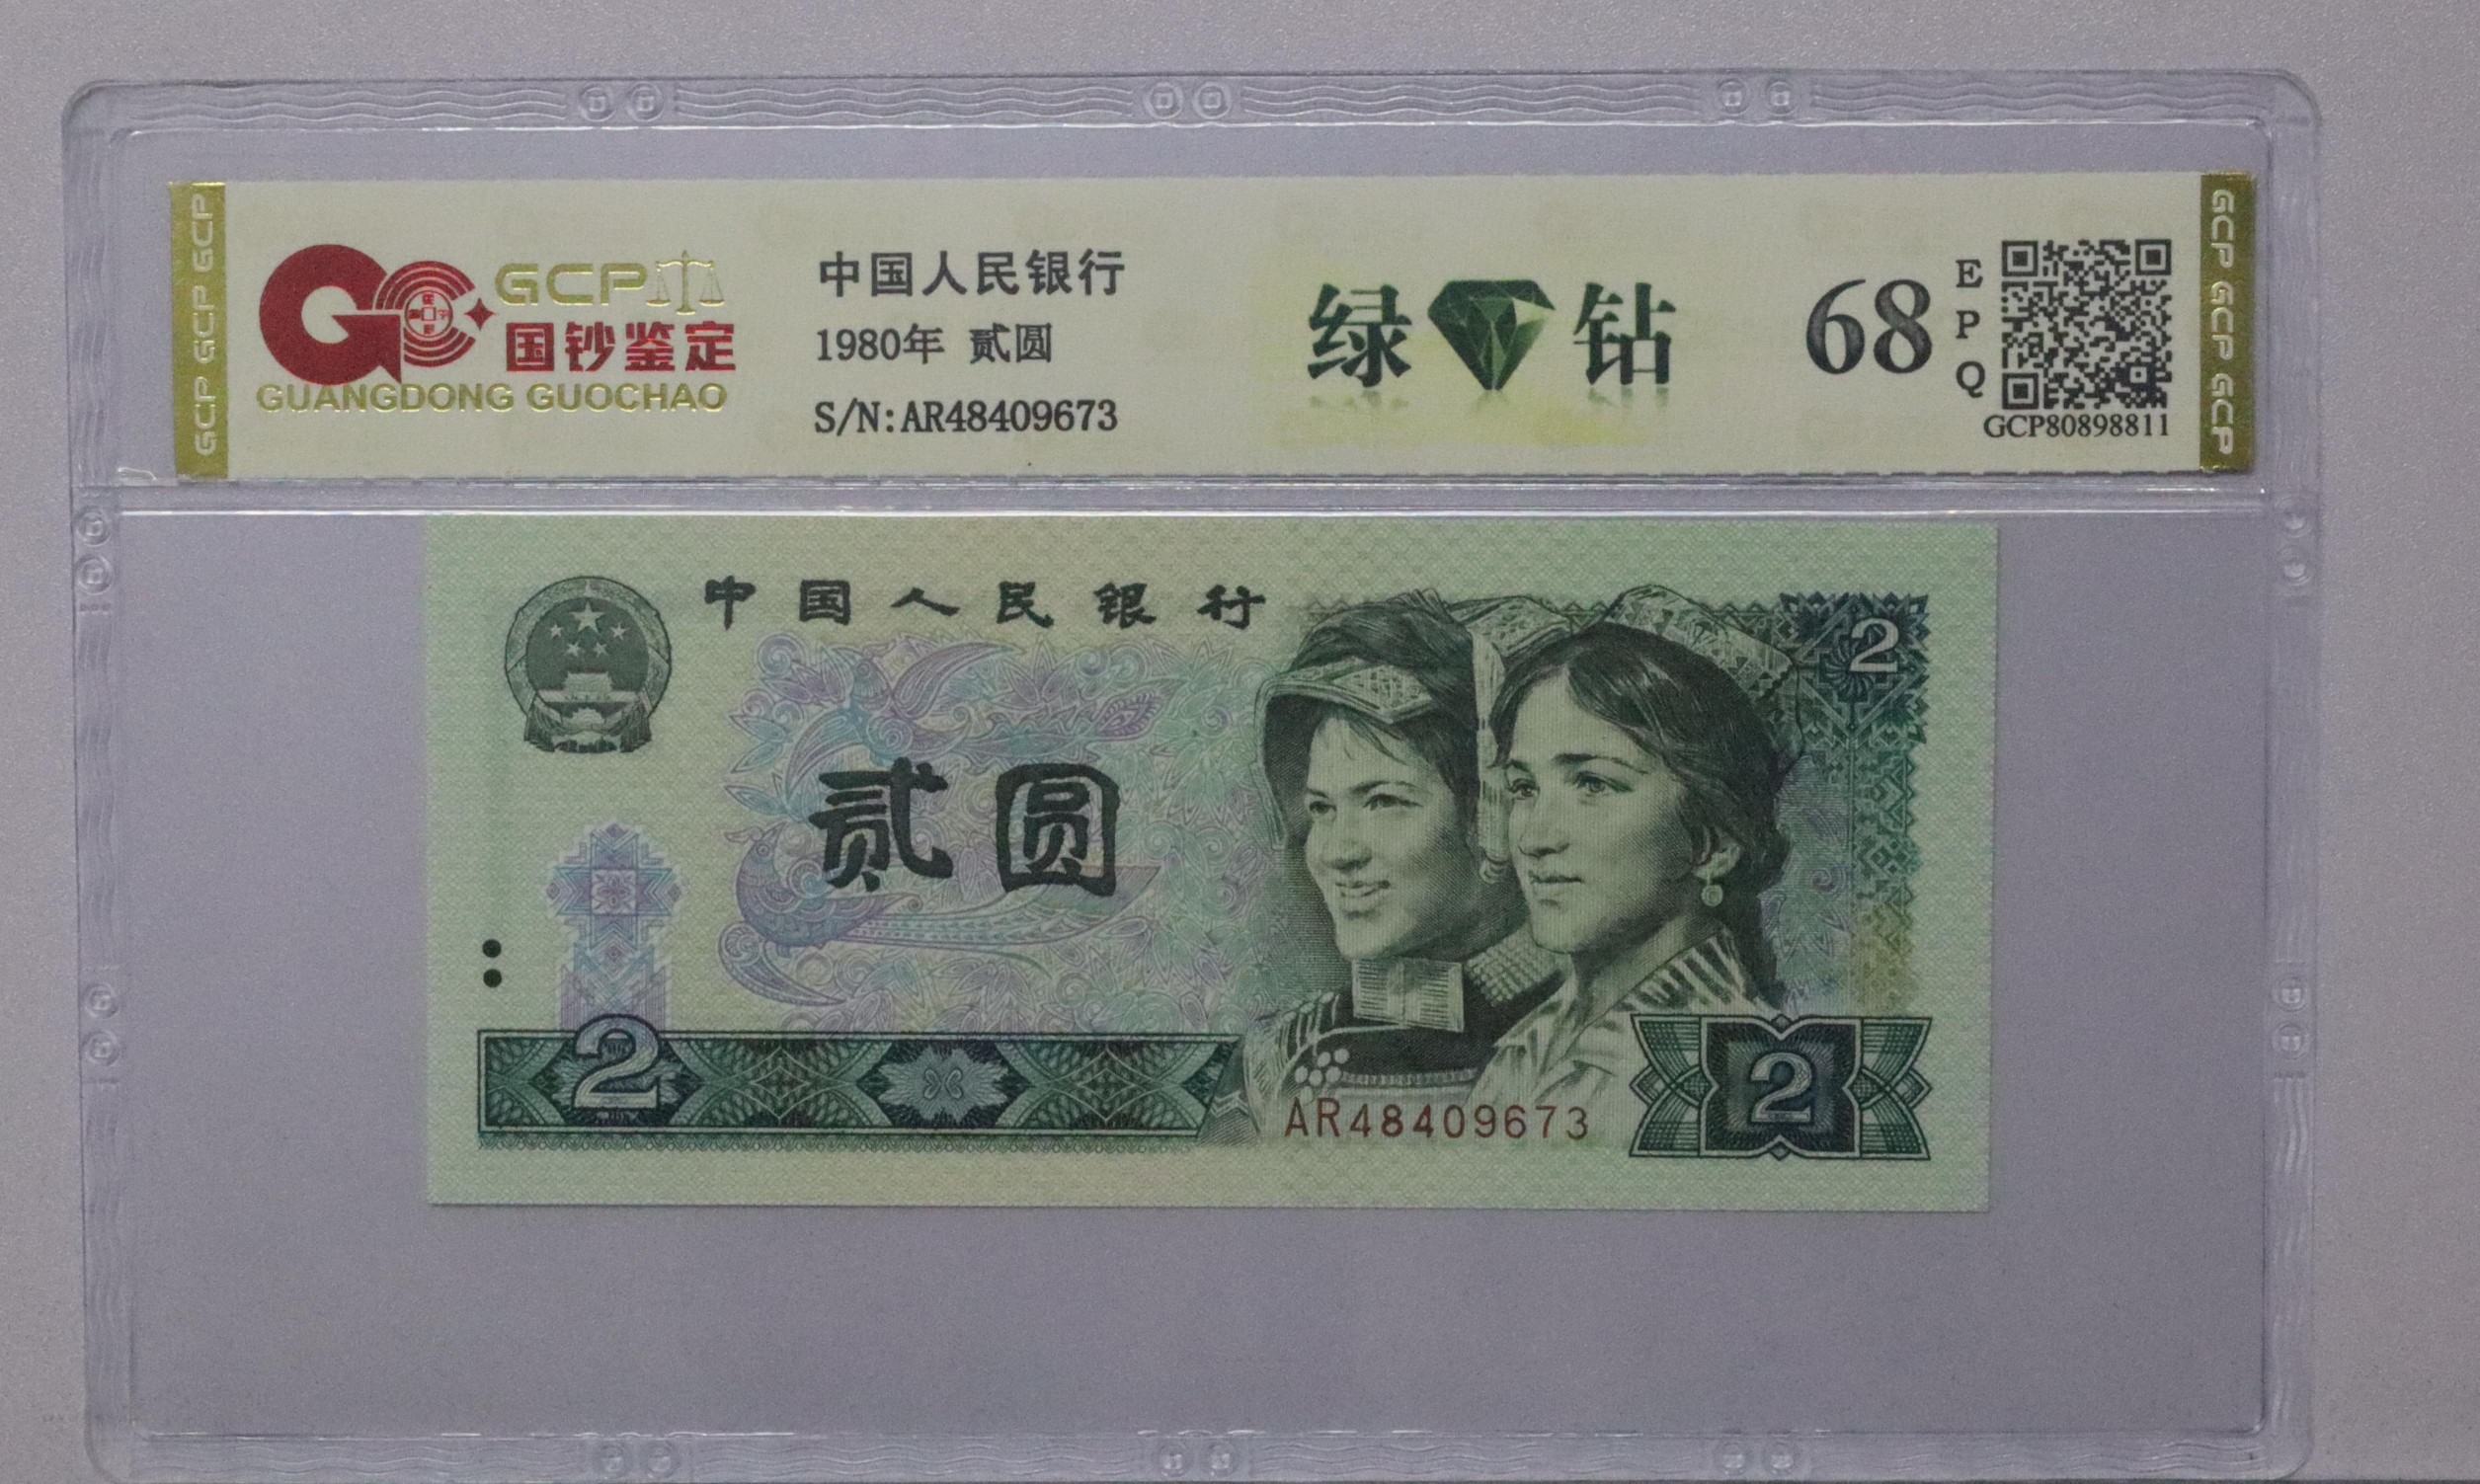 GCP GCP GCP
GCP
国钞鉴定
GUANGDONG GUOCHAO
中国人民银行
1980年 贰圆
S/N:AR48409673
绿钻
68
EPQ
GCP80898811
GCP GCP GCP
中国人民银行
2
贰圆
2
AR48409673
2